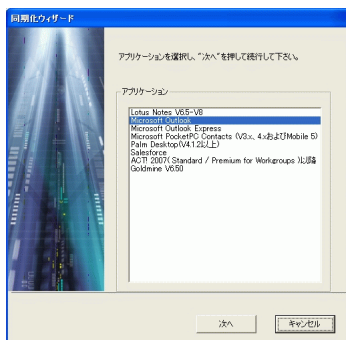 同期化ウィザード
アプリケーションを選択し、"次へ"を押して続行して下さい。
アプリケーション
Lotus Notes V6.5-V8
Microsoft Outlook
Microsoft Outlook Express
Microsoft PocketPC Contacts (V3.x、4.xおよびMobile 5)
Palm Desktop(V4.1.2以上)
Salesforce
ACT! 2007( Standard / Premium for Workgroups )以降
Goldmine V6.50
次へ
キャンセル